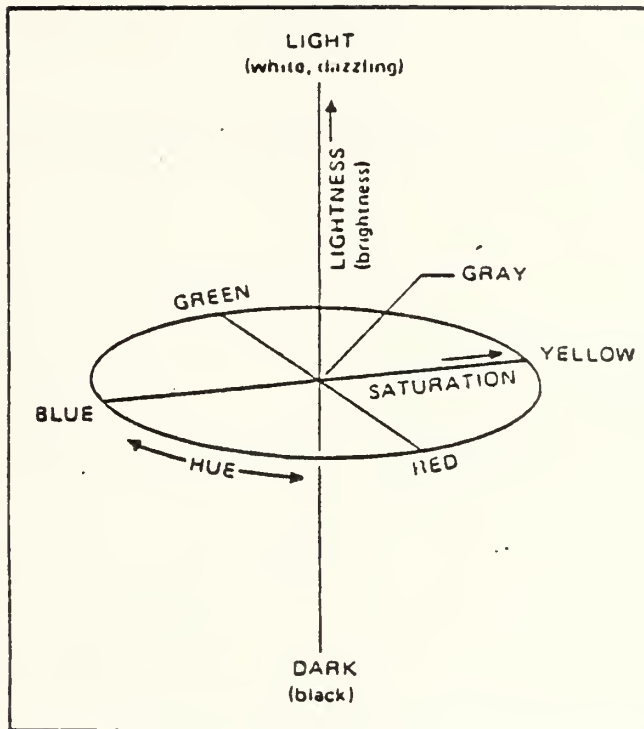 LIGHT
(white, dazzling)
LIGHTNESS
(brightness)
GRAY
GREEN
YELLOW
SATURATION
BLUE
HUE
RED
DARK
(black)